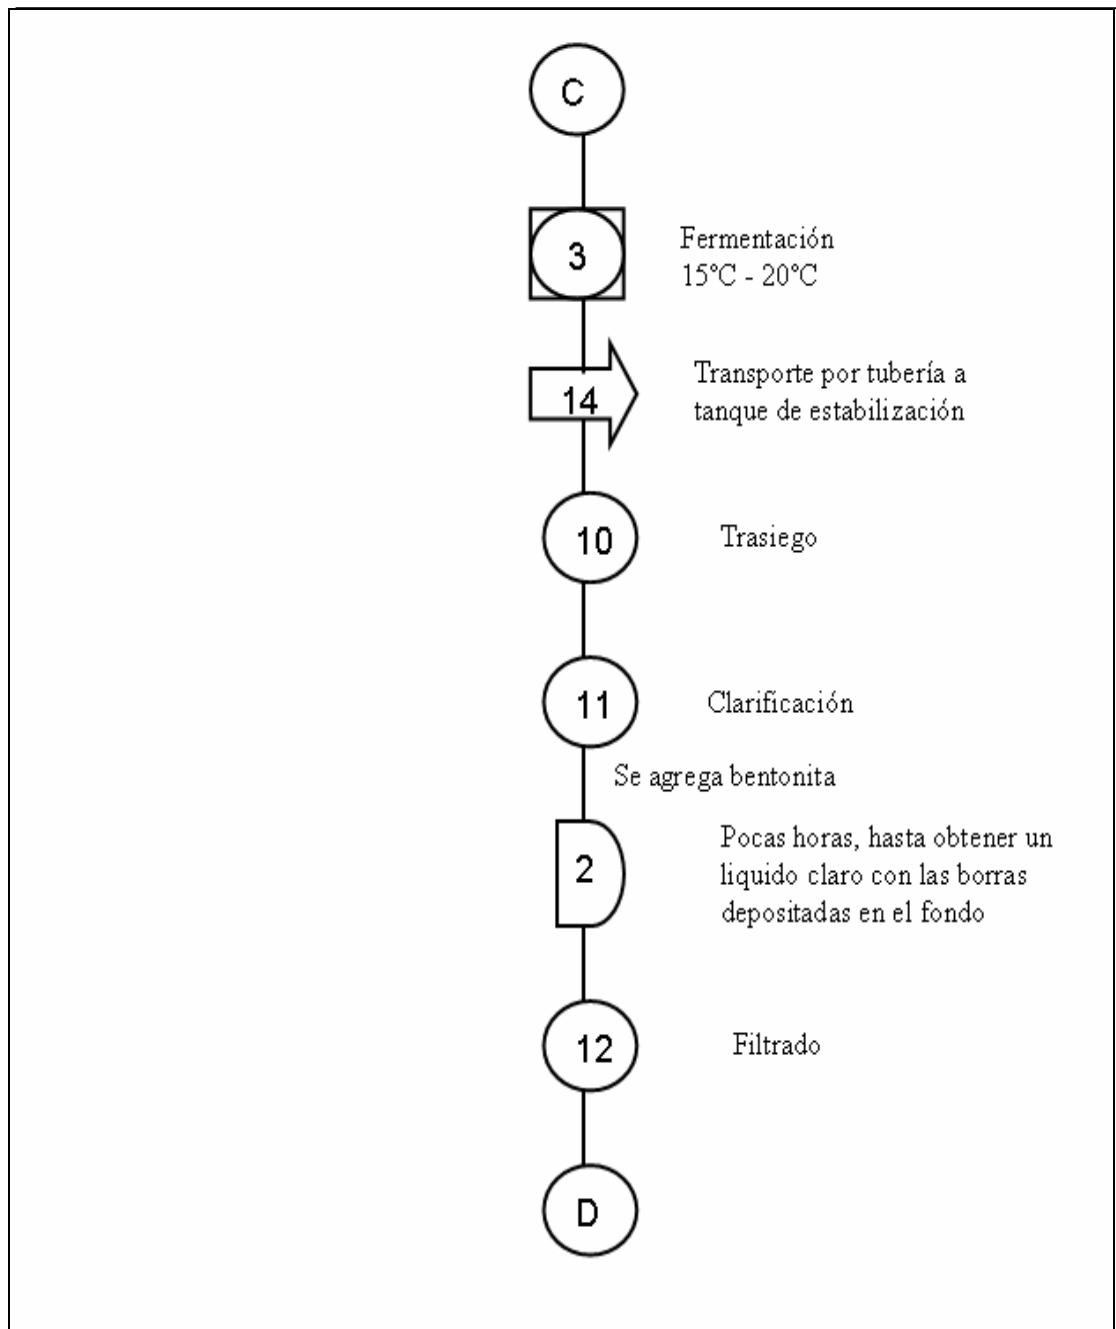 C
3
Fermentación
15°C - 20°C
14
Transporte por tubería a
tanque de estabilización
10
Trasiego
11
Clarificación
Se agrega bentonita
2
Pocas horas, hasta obtener un
liquido claro con las borras
depositadas en el fondo
12
Filtrado
D